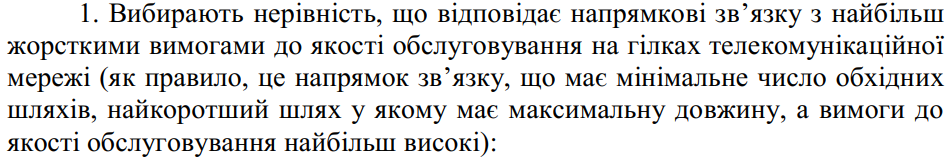 1. Вибирають нерівність, що відповідає напрямкові зв’язку з найбільш
жорсткими вимогами до якості обслуговування на гілках телекомунікаційної
мережі (як правило, це напрямок зв’язку, що має мінімальне число обхідних
шляхів, найкоротший шлях у якому має максимальну довжину, а вимоги до
якості обслуговування найбільш високі):